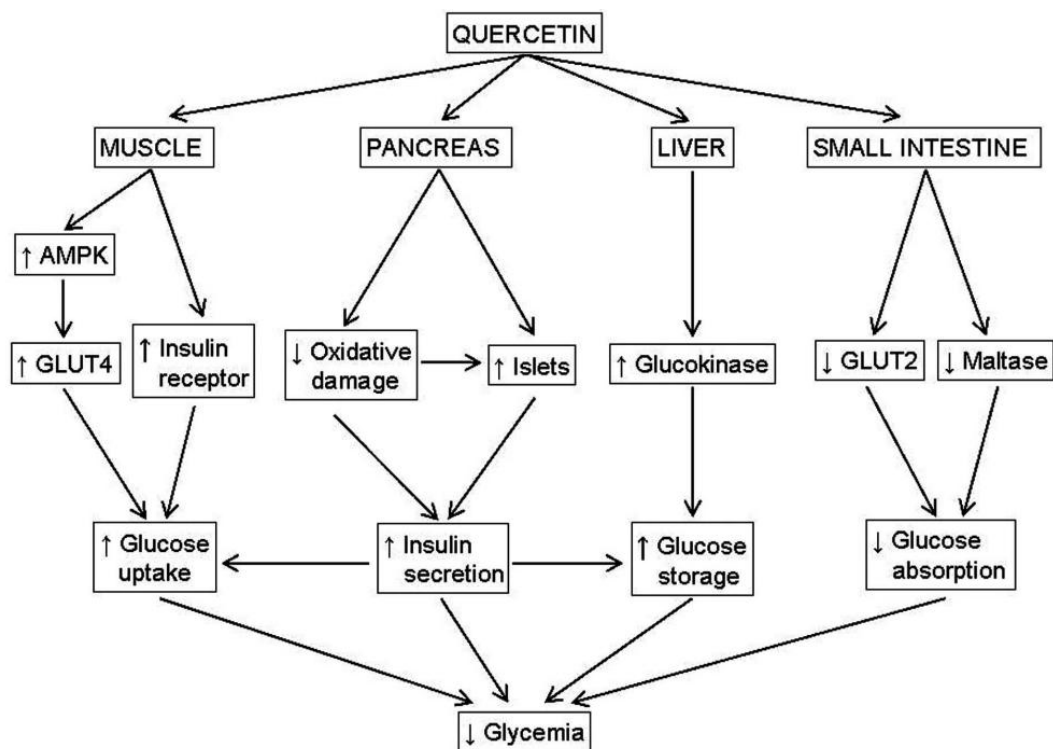 QUERCETIN
MUSCLE
PANCREAS
LIVER
SMALL INTESTINE
↑ AMPK
↑ GLUT4
↑ Insulin
receptor
↓ Oxidative
damage
↑ Islets
↑ Glucokinase
↓ GLUT2
↓ Maltase
↑ Glucose
uptake
↑ Insulin
secretion
↑ Glucose
storage
↓ Glucose
absorption
↓ Glycemia